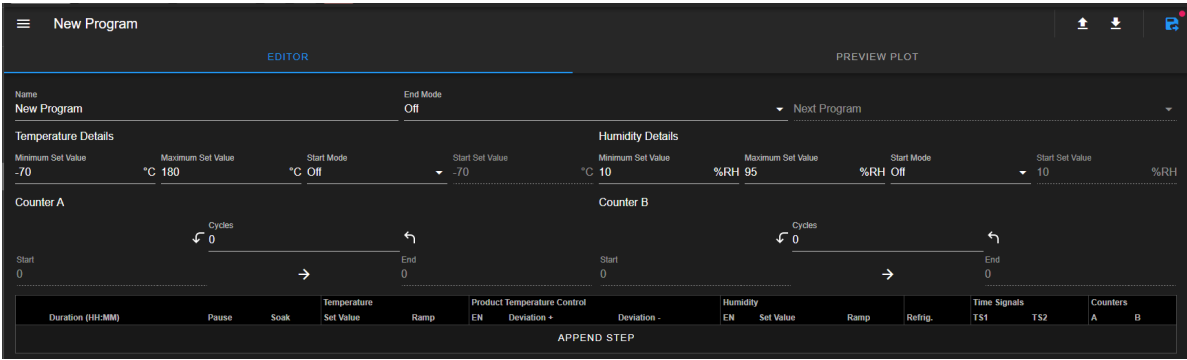 New Program
EDITOR PREVIEW PLOT
Name End Mode
New Program Off Next Program
Temperature Details Humidity Details
Minimum Set Value Maximum Set Value Start Mode Start Set Value Minimum Set Value Maximum Set Value Start Mode Start Set Value
-70 °C 180 °C Off -70 °C 10 %RH 95 %RH Off 10 %RH
Counter A Counter B
Cycles Cycles
0 0
Start End Start End
0 0 0 0
Temperature Product Temperature Control Humidity Time Signals Counters
Duration (HH:MM) Pause Soak Set Value Ramp EN Deviation + Deviation - EN Set Value Ramp Refrig. TS1 TS2 A B
APPEND STEP